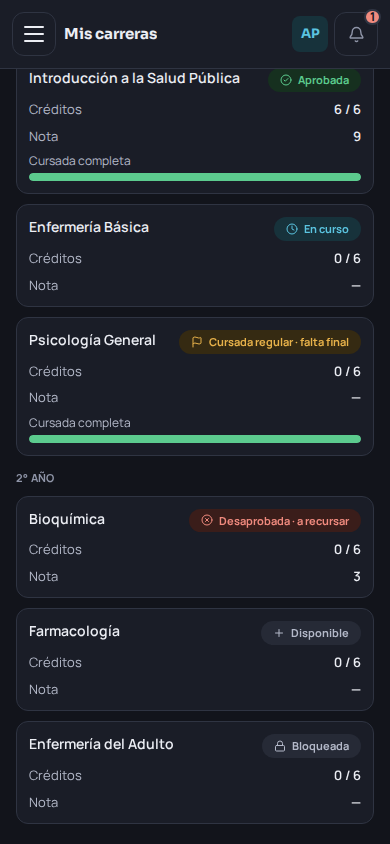 Mis carreras
AP
1
Introducción a la Salud Pública
Aprobada
Créditos
6 / 6
Nota
9
Cursada completa
Enfermería Básica
En curso
Créditos
0 / 6
Nota
—
Psicología General
Cursada regular · falta final
Créditos
0 / 6
Nota
—
Cursada completa
2° AÑO
Bioquímica
Desaprobada · a recursar
Créditos
0 / 6
Nota
3
Farmacología
Disponible
Créditos
0 / 6
Nota
—
Enfermería del Adulto
Bloqueada
Créditos
0 / 6
Nota
—